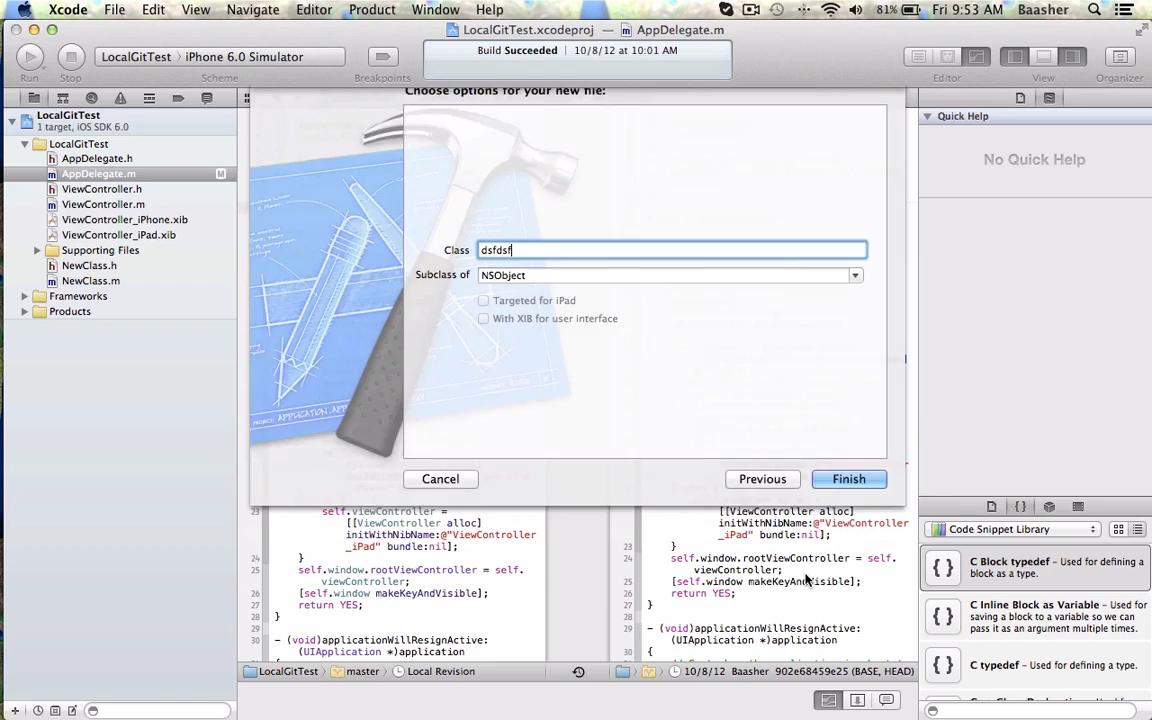 Xcode File Edit View Navigate Editor Product Window Help 81% Fri 9:53 AM Baasher
LocalGitTest.xcodeproj — AppDelegate.m
LocalGitTest iPhone 6.0 Simulator
Build Succeeded 10/8/12 at 10:01 AM
Run Stop Scheme Breakpoints Editor View Organizer
LocalGitTest
1 target, iOS SDK 6.0
LocalGitTest
AppDelegate.h
AppDelegate.m M
ViewController.h
ViewController.m
ViewController_iPhone.xib
ViewController_iPad.xib
Supporting Files
NewClass.h
NewClass.m
Frameworks
Products
Choose options for your new file:
Class dsfdsf
Subclass of NSObject
Targeted for iPad
With XIB for user interface
Cancel Previous Finish
23 self.viewController =
[[ViewController alloc]
initWithNibName:@"ViewController
_iPad" bundle:nil];
24 }
25 self.window.rootViewController = self.
viewController;
26 [self.window makeKeyAndVisible];
27 return YES;
28 }
29
30 - (void)applicationWillResignActive:
(UIApplication *)application
31 {
[[ViewController alloc]
initWithNibName:@"ViewController
_iPad" bundle:nil];
23 }
24 self.window.rootViewController = self.
viewController;
25 [self.window makeKeyAndVisible];
26 return YES;
27 }
28
29 - (void)applicationWillResignActive:
(UIApplication *)application
30 {
LocalGitTest master Local Revision
10/8/12 Baasher 902e68459e25 (BASE, HEAD)
Quick Help
No Quick Help
Code Snippet Library
C Block typedef - Used for defining a
block as a type.
C Inline Block as Variable - Used for
saving a block to a variable so we can
pass it as an argument multiple times.
C typedef - Used for defining a type.